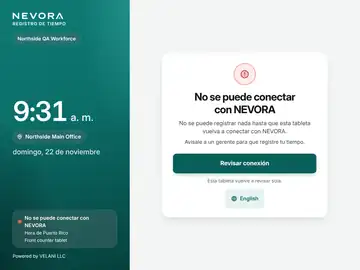 NEVORA
REGISTRO DE TIEMPO
Northside QA Workforce
9:31 a. m.
Northside Main Office
domingo, 22 de noviembre
No se puede conectar con
NEVORA
Hora de Puerto Rico
Front counter tablet
Powered by VELANI LLC
No se puede conectar
con NEVORA
No se puede registrar nada hasta que esta tableta
vuelva a conectar con NEVORA.
Avísale a un gerente para que registre tu tiempo.
Revisar conexión
Esta tableta vuelve a revisar sola.
English